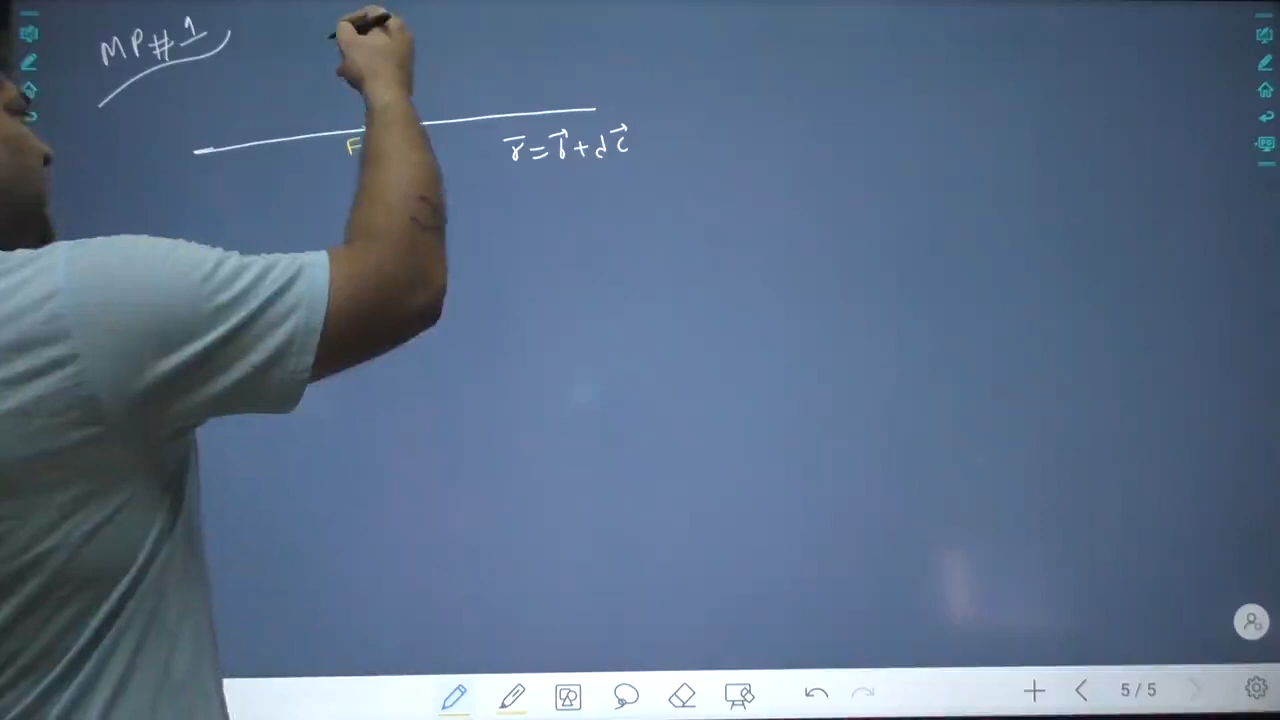 MP#1
F
r̄ = b⃗ + λc⃗
5/5